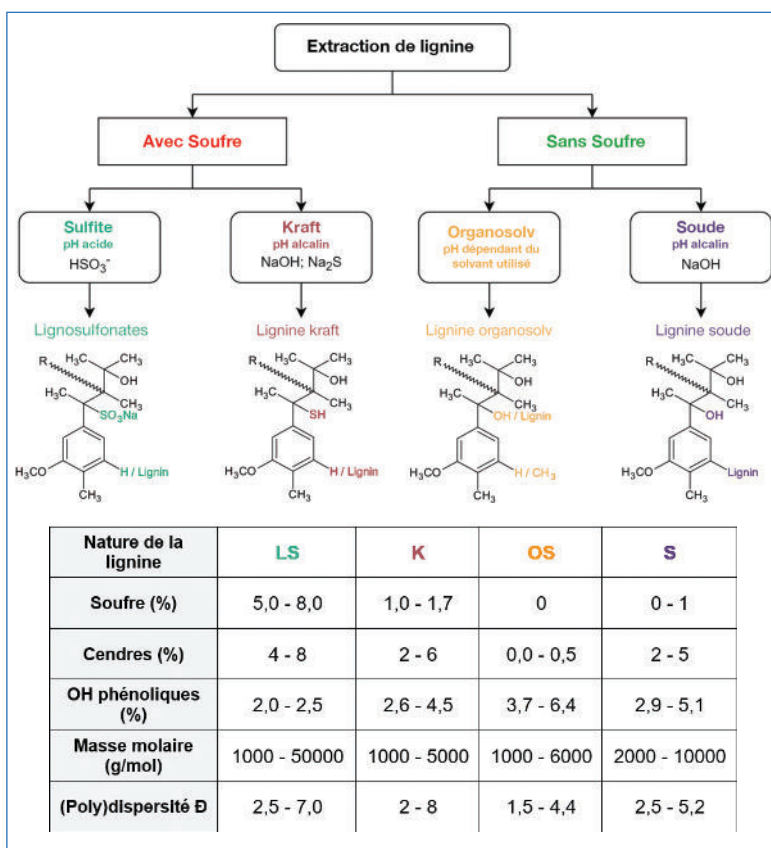 Extraction de lignine
Avec Soufre
Sans Soufre
Sulfite
pH acide
HSO₃⁻
Kraft
pH alcalin
NaOH; Na₂S
Organosolv
pH dépendant du
solvant utilisé
Soude
pH alcalin
NaOH
Lignosulfonates
Lignine kraft
Lignine organosolv
Lignine soude
H₃C CH₃
R
OH
H₃C
CH₃
SO₃Na
H₃CO
H / Lignin
CH₃
H₃C CH₃
R
OH
H₃C
CH₃
SH
H₃CO
H / Lignin
CH₃
H₃C CH₃
R
OH
H₃C
CH₃
OH / Lignin
H₃CO
H / CH₃
CH₃
H₃C CH₃
R
OH
H₃C
CH₃
OH
H₃CO
Lignin
CH₃
Nature de la
lignine
LS K OS S
Soufre (%) 5,0 - 8,0 1,0 - 1,7 0 0 - 1
Cendres (%) 4 - 8 2 - 6 0,0 - 0,5 2 - 5
OH phénoliques
(%)
2,0 - 2,5 2,6 - 4,5 3,7 - 6,4 2,9 - 5,1
Masse molaire
(g/mol)
1000 - 50000 1000 - 5000 1000 - 6000 2000 - 10000
(Poly)dispersité Đ 2,5 - 7,0 2 - 8 1,5 - 4,4 2,5 - 5,2